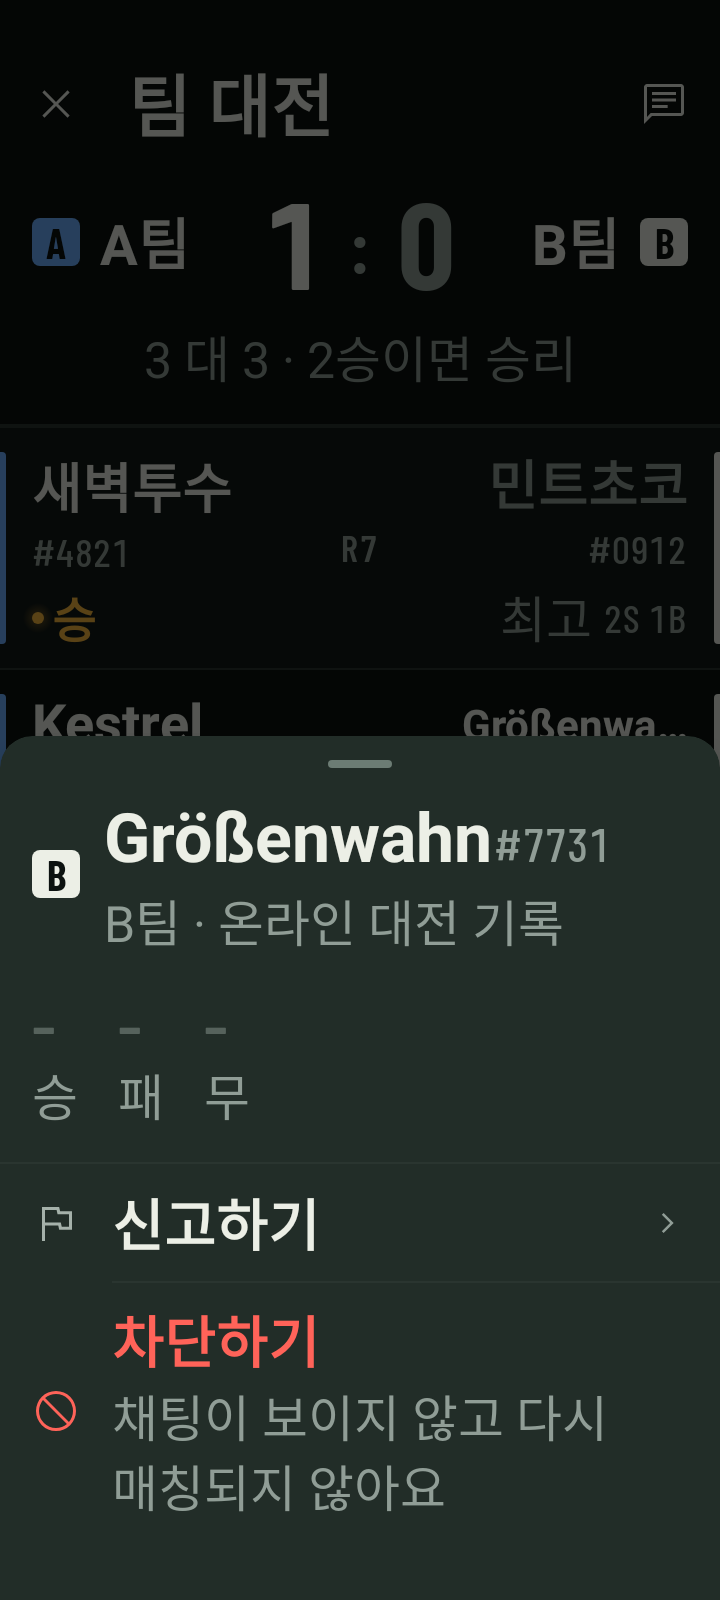 팀 대전
A A팀 1 : 0 B팀 B
3 대 3 · 2승이면 승리
새벽투수 민트초코
#4821 R7 #0912
승 최고 2S 1B
Kestrel Größenwa...
B Größenwahn #7731
B팀 · 온라인 대전 기록
- - -
승 패 무
신고하기
차단하기
채팅이 보이지 않고 다시
매칭되지 않아요